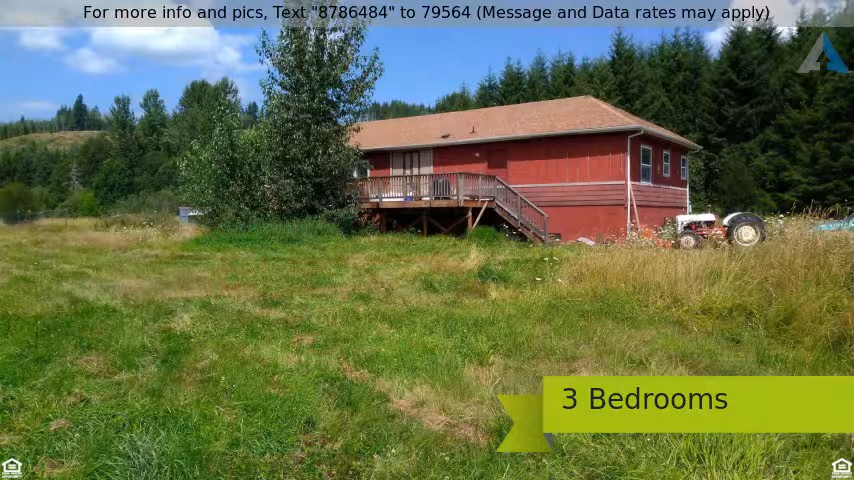 For more info and pics, Text "8786484" to 79564 (Message and Data rates may apply)
3 Bedrooms